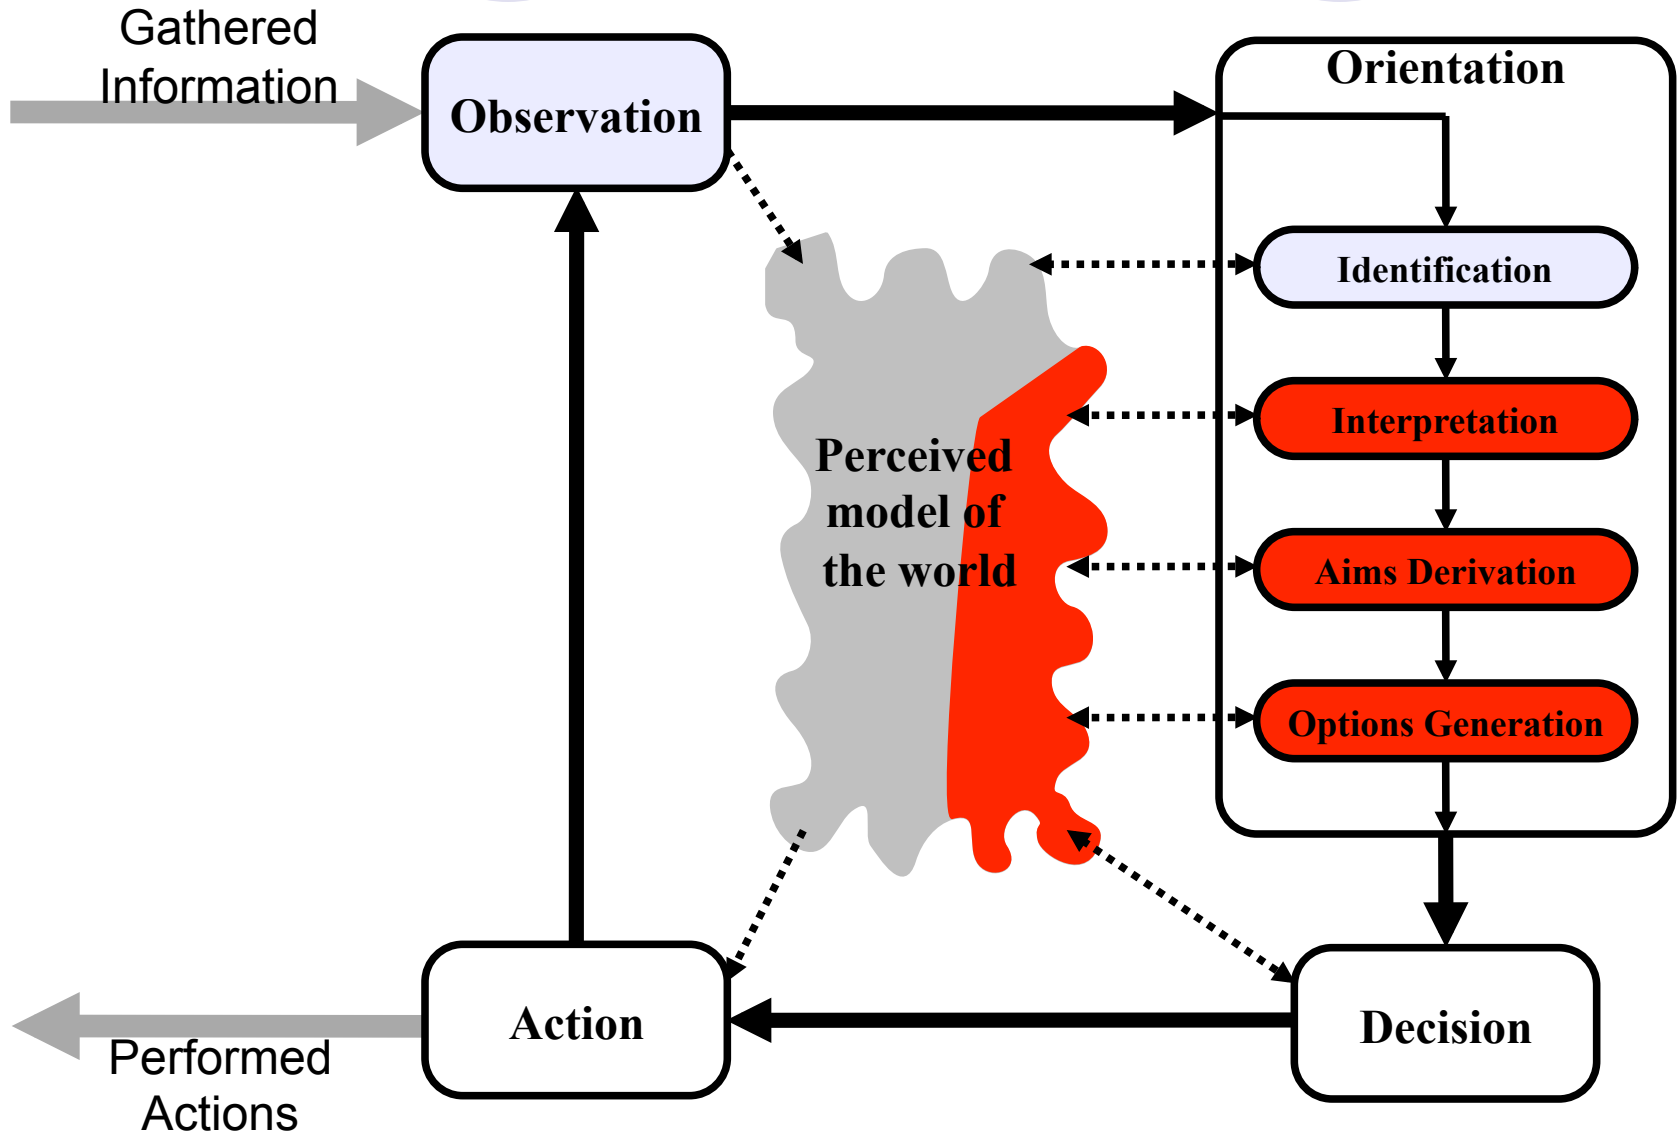 Gathered
Information
Observation
Orientation
Identification
Interpretation
Perceived
model of
the world
Aims Derivation
Options Generation
Action
Decision
Performed
Actions